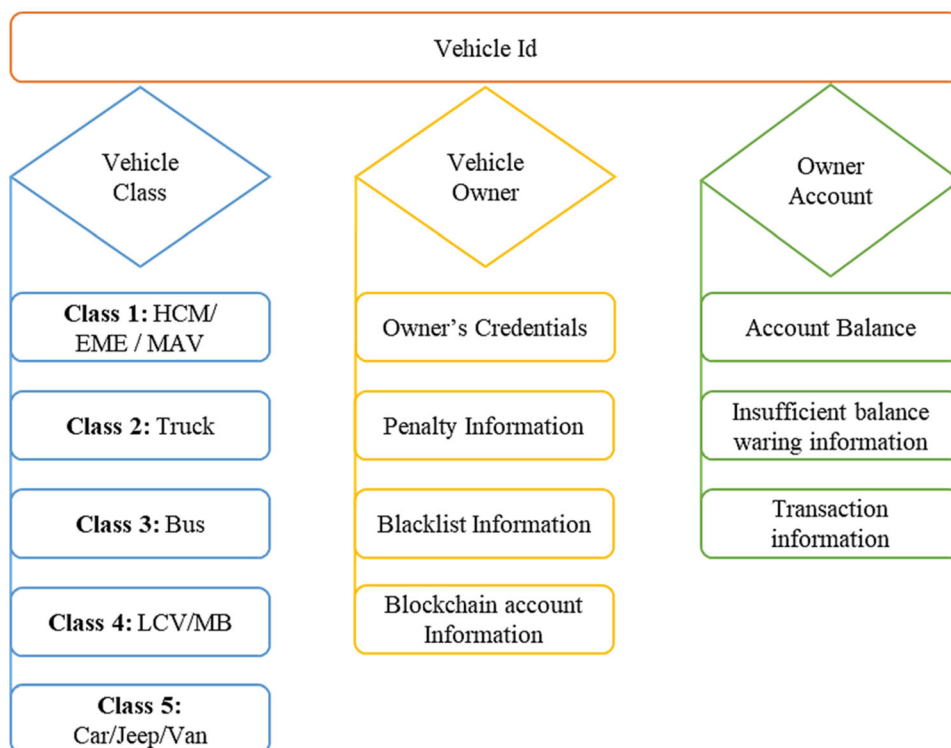 Vehicle Id
Vehicle
Class
Class 1: HCM/
EME / MAV
Class 2: Truck
Class 3: Bus
Class 4: LCV/MB
Class 5:
Car/Jeep/Van
Vehicle
Owner
Owner’s Credentials
Penalty Information
Blacklist Information
Blockchain account
Information
Owner
Account
Account Balance
Insufficient balance
waring information
Transaction
information